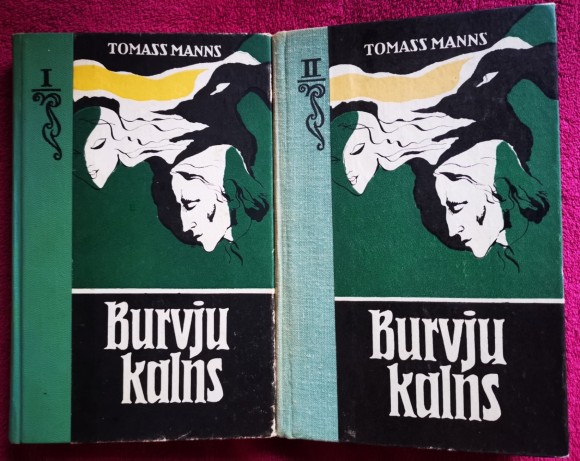 I
TOMASS MANNS
Burvju
kalns
II
TOMASS MANNS
Burvju
kalns